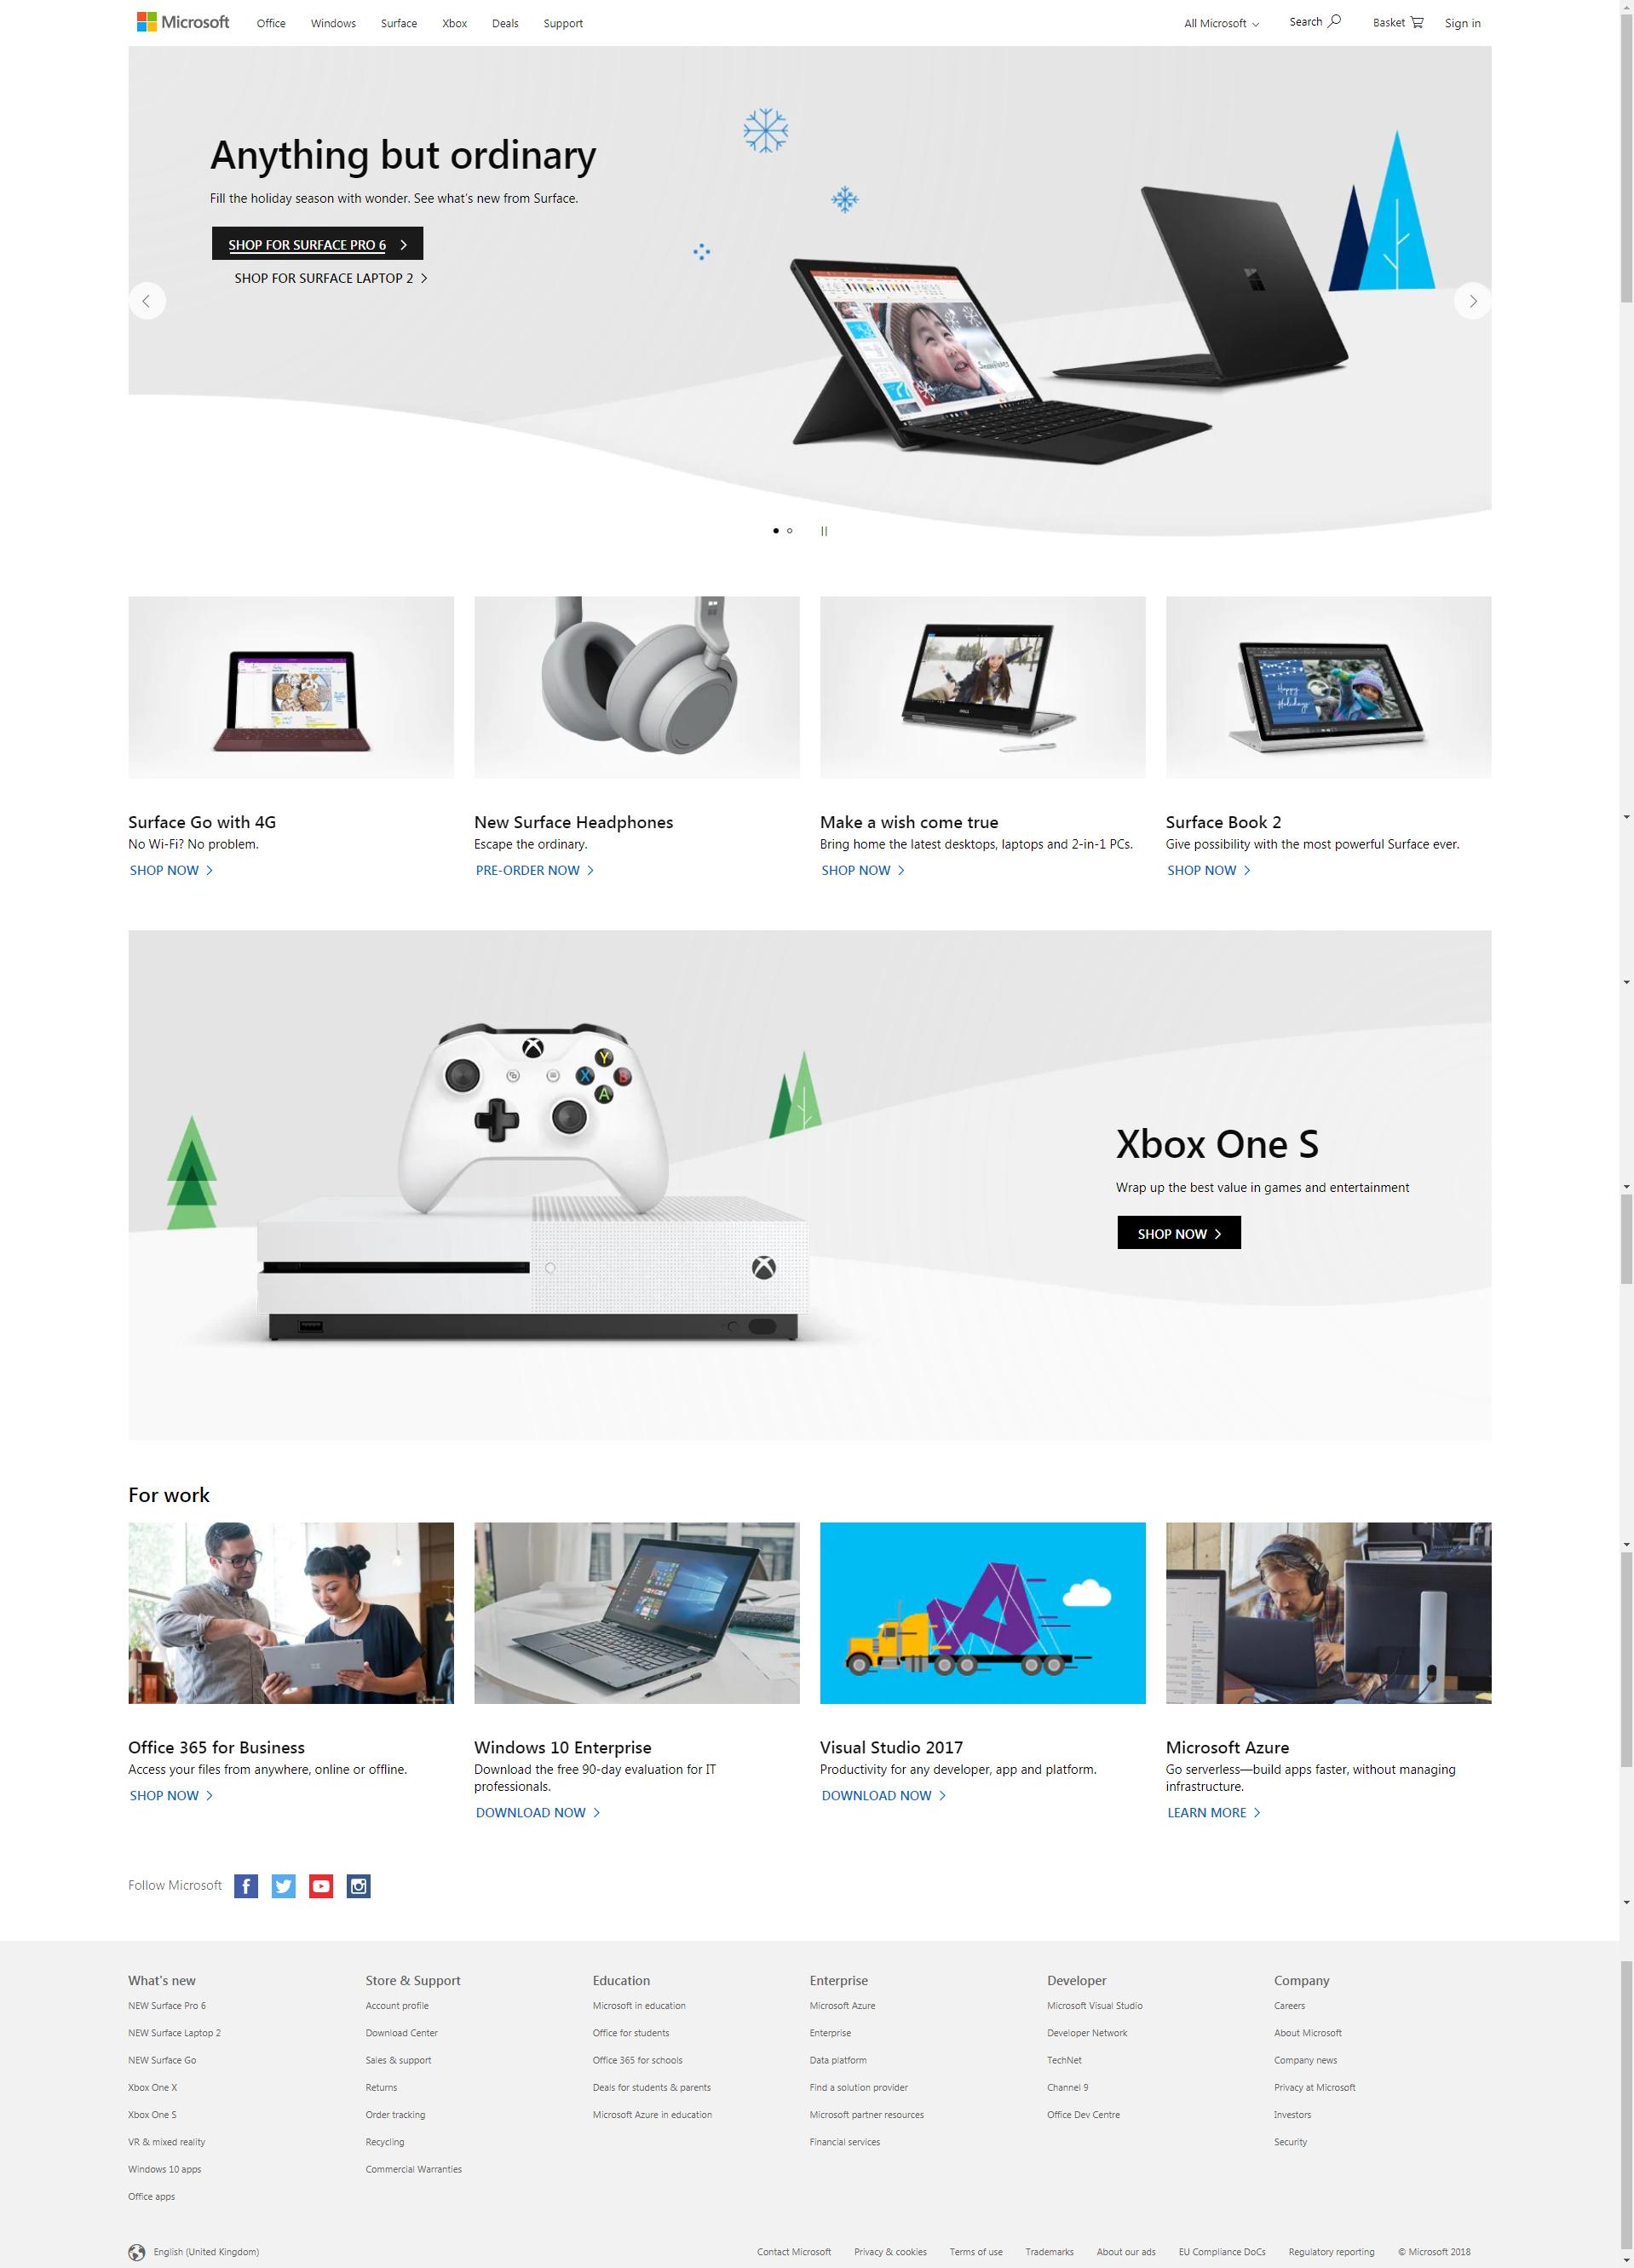 Microsoft
Office
Windows
Surface
Xbox
Deals
Support
All Microsoft
Search
Basket
Sign in
Anything but ordinary
Fill the holiday season with wonder. See what's new from Surface.
SHOP FOR SURFACE PRO 6
SHOP FOR SURFACE LAPTOP 2
Snowflakes
Surface Go with 4G
No Wi-Fi? No problem.
SHOP NOW
New Surface Headphones
Escape the ordinary.
PRE-ORDER NOW
DELL
Make a wish come true
Bring home the latest desktops, laptops and 2-in-1 PCs.
SHOP NOW
Happy
Holidays
Surface Book 2
Give possibility with the most powerful Surface ever.
SHOP NOW
Y
X
B
A
Xbox One S
Wrap up the best value in games and entertainment
SHOP NOW
For work
Office 365 for Business
Access your files from anywhere, online or offline.
SHOP NOW
Windows 10 Enterprise
Download the free 90-day evaluation for IT
professionals.
DOWNLOAD NOW
Visual Studio 2017
Productivity for any developer, app and platform.
DOWNLOAD NOW
Microsoft Azure
Go serverless—build apps faster, without managing
infrastructure.
LEARN MORE
Follow Microsoft
What's new
NEW Surface Pro 6
NEW Surface Laptop 2
NEW Surface Go
Xbox One X
Xbox One S
VR & mixed reality
Windows 10 apps
Office apps
Store & Support
Account profile
Download Center
Sales & support
Returns
Order tracking
Recycling
Commercial Warranties
Education
Microsoft in education
Office for students
Office 365 for schools
Deals for students & parents
Microsoft Azure in education
Enterprise
Microsoft Azure
Enterprise
Data platform
Find a solution provider
Microsoft partner resources
Financial services
Developer
Microsoft Visual Studio
Developer Network
TechNet
Channel 9
Office Dev Centre
Company
Careers
About Microsoft
Company news
Privacy at Microsoft
Investors
Security
English (United Kingdom)
Contact Microsoft
Privacy & cookies
Terms of use
Trademarks
About our ads
EU Compliance DoCs
Regulatory reporting
© Microsoft 2018